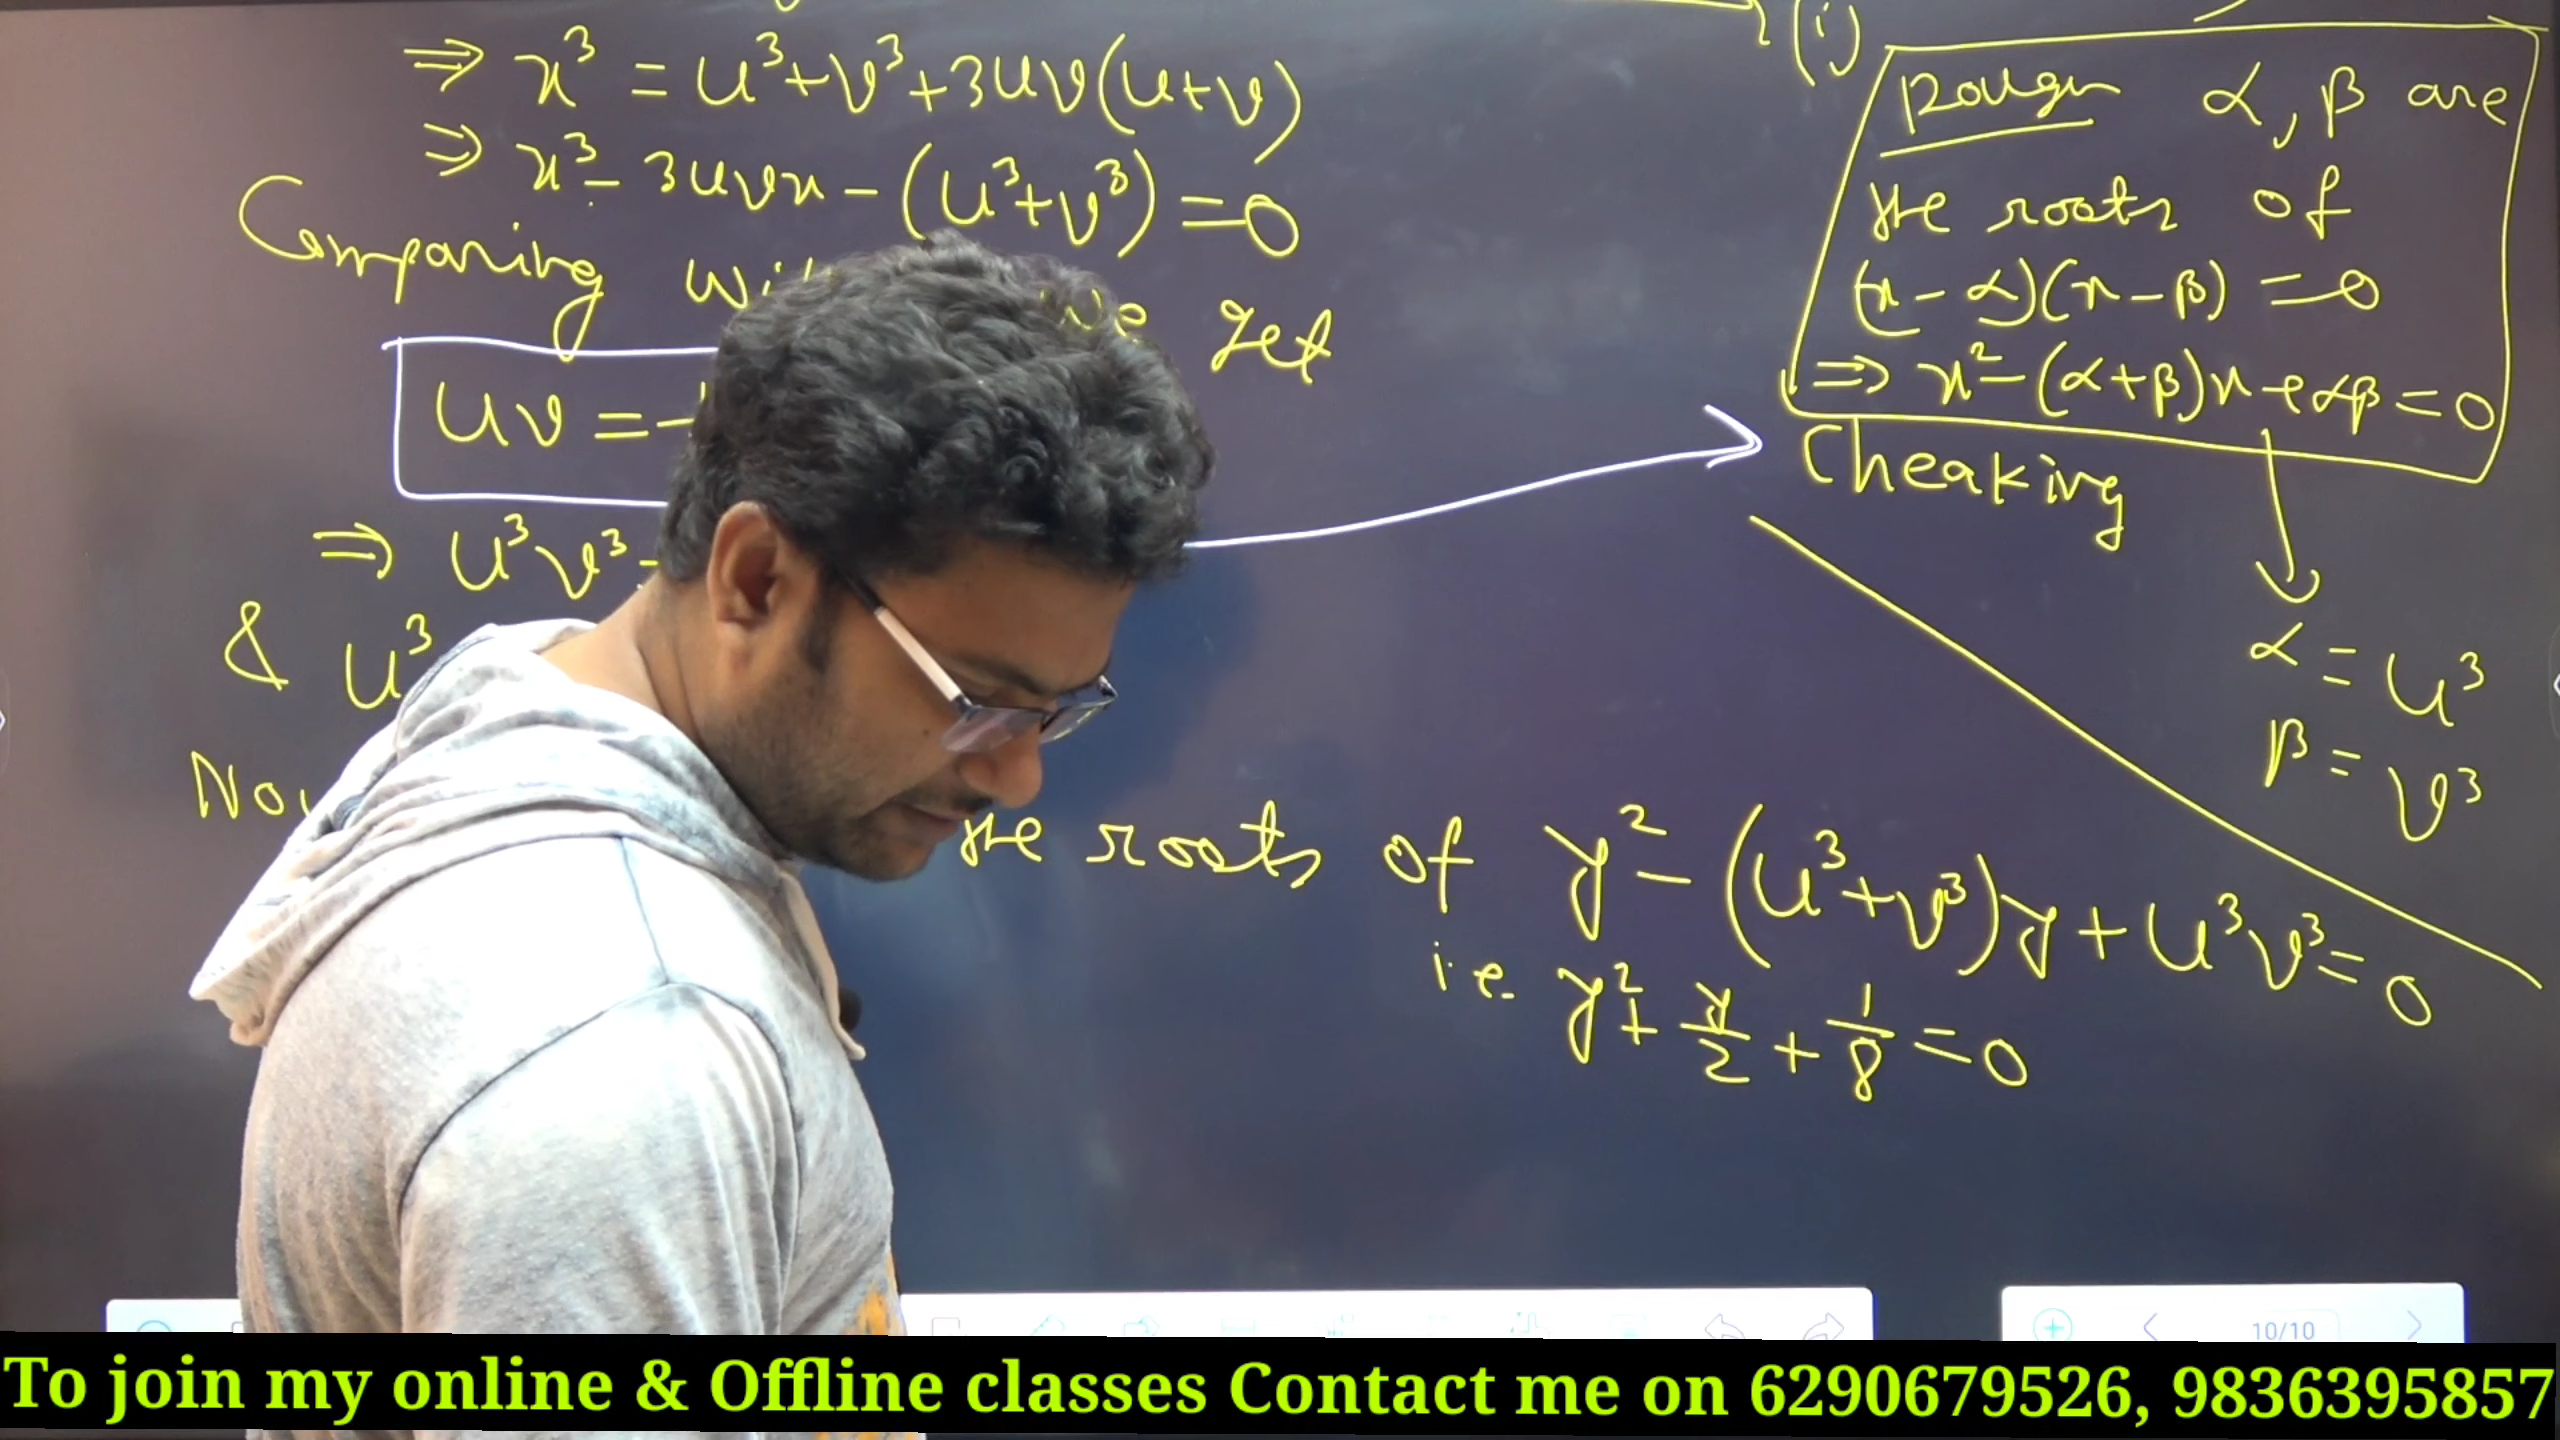 ⇒ x³ = u³+v³+3uv(u+v)
⇒ x³ - 3uvx - (u³+v³) = 0
Comparing we get
uv = -
⇒ u³v³
& u³
the roots of y² - (u³+v³)y + u³v³ = 0
i.e. y² + y/2 + 1/8 = 0
(i)
Rough α, β are
the roots of
(x-α)(x-β) = 0
⇒ x² - (α+β)x + αβ = 0
Cheaking
α = u³
β = v³
10/10
To join my online & Offline classes Contact me on 6290679526, 9836395857